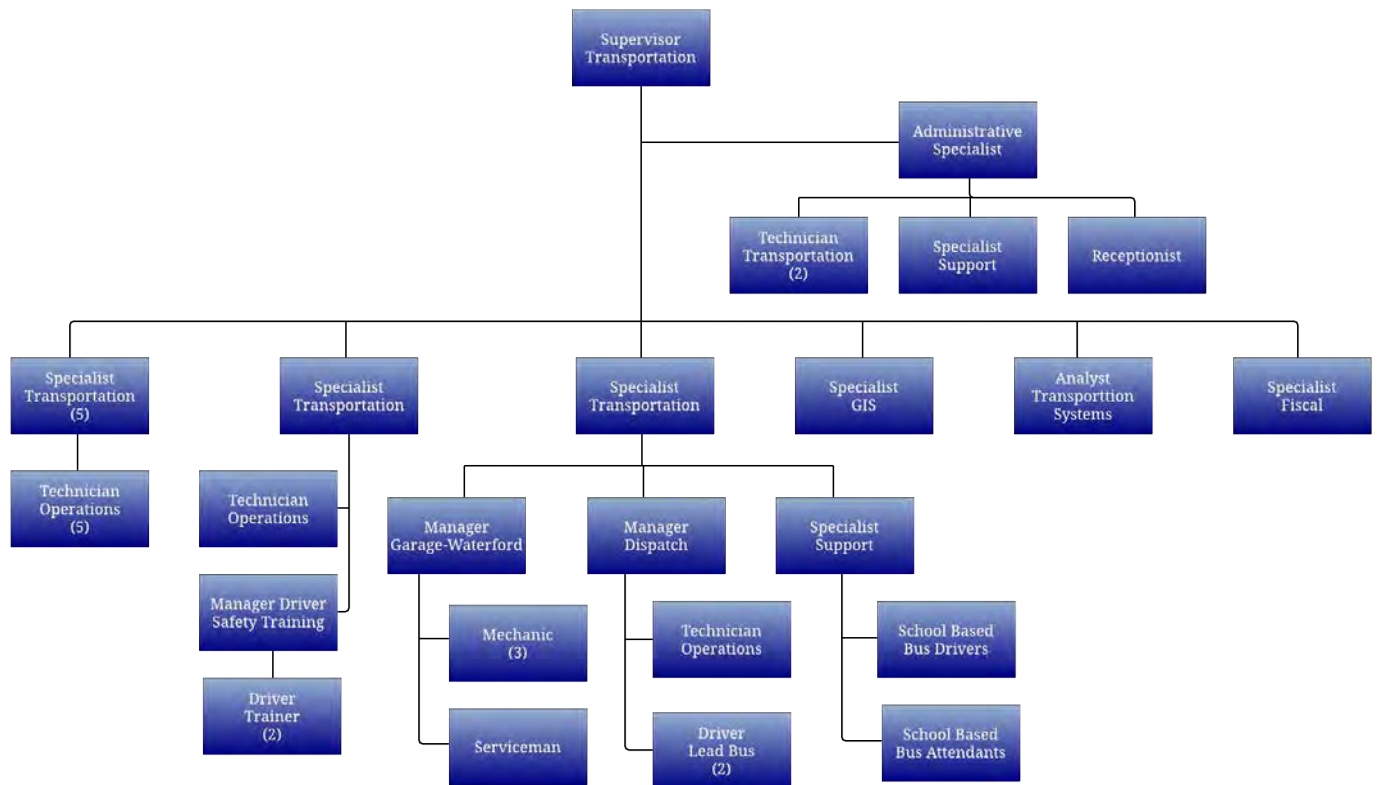 Supervisor
Transportation
Administrative
Specialist
Technician
Transportation
(2)
Specialist
Support
Receptionist
Specialist
Transportation
(5)
Specialist
Transportation
Specialist
Transportation
Specialist
GIS
Analyst
Transporttion
Systems
Specialist
Fiscal
Technician
Operations
(5)
Technician
Operations
Manager
Garage-Waterford
Manager
Dispatch
Specialist
Support
Manager Driver
Safety Training
Mechanic
(3)
Technician
Operations
School Based
Bus Drivers
Driver
Trainer
(2)
Serviceman
Driver
Lead Bus
(2)
School Based
Bus Attendants